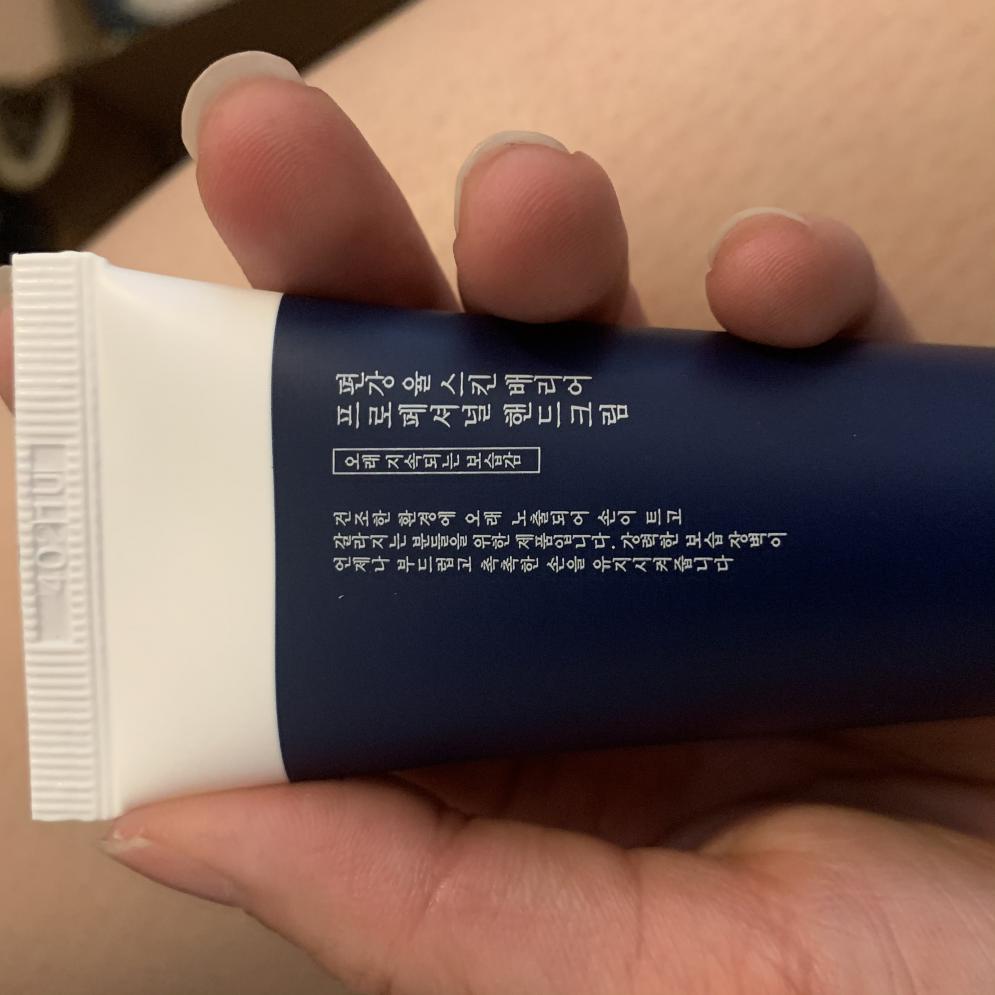 편강율 스킨 베리어
프로페셔널 핸드크림
오래 지속되는 보습감
건조한 환경에 오래 노출되어 손이 트고
갈라지는 분들을 위한 제품입니다. 강력한 보습 장벽이
언제나 부드럽고 촉촉한 손을 유지시켜줍니다